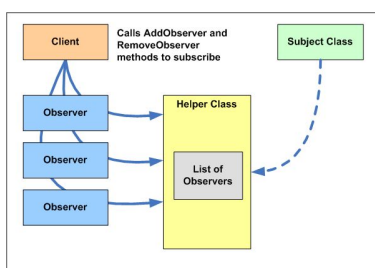 Client
Calls AddObserver and
RemoveObserver
methods to subscribe
Subject Class
Observer
Observer
Observer
Helper Class
List of
Observers